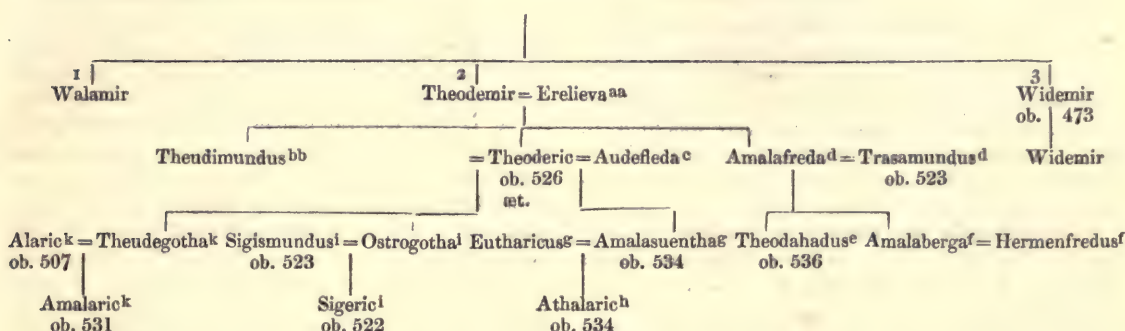 1 2 3
Walamir Theodemir = Erelieva aa Widemir
ob. 473
Theudimundus bb = Theoderic = Audefleda c Amalafreda d = Trasamundus d Widemir
ob. 526 ob. 523
æt.
Alaric k = Theudegotha k Sigismundus i = Ostrogotha i Eutharicus g = Amalasuentha g Theodahadus e Amalaberga f = Hermenfredus f
ob. 507 ob. 523 ob. 534 ob. 536
Amalaric k Sigeric i Athalaric h
ob. 531 ob. 522 ob. 534